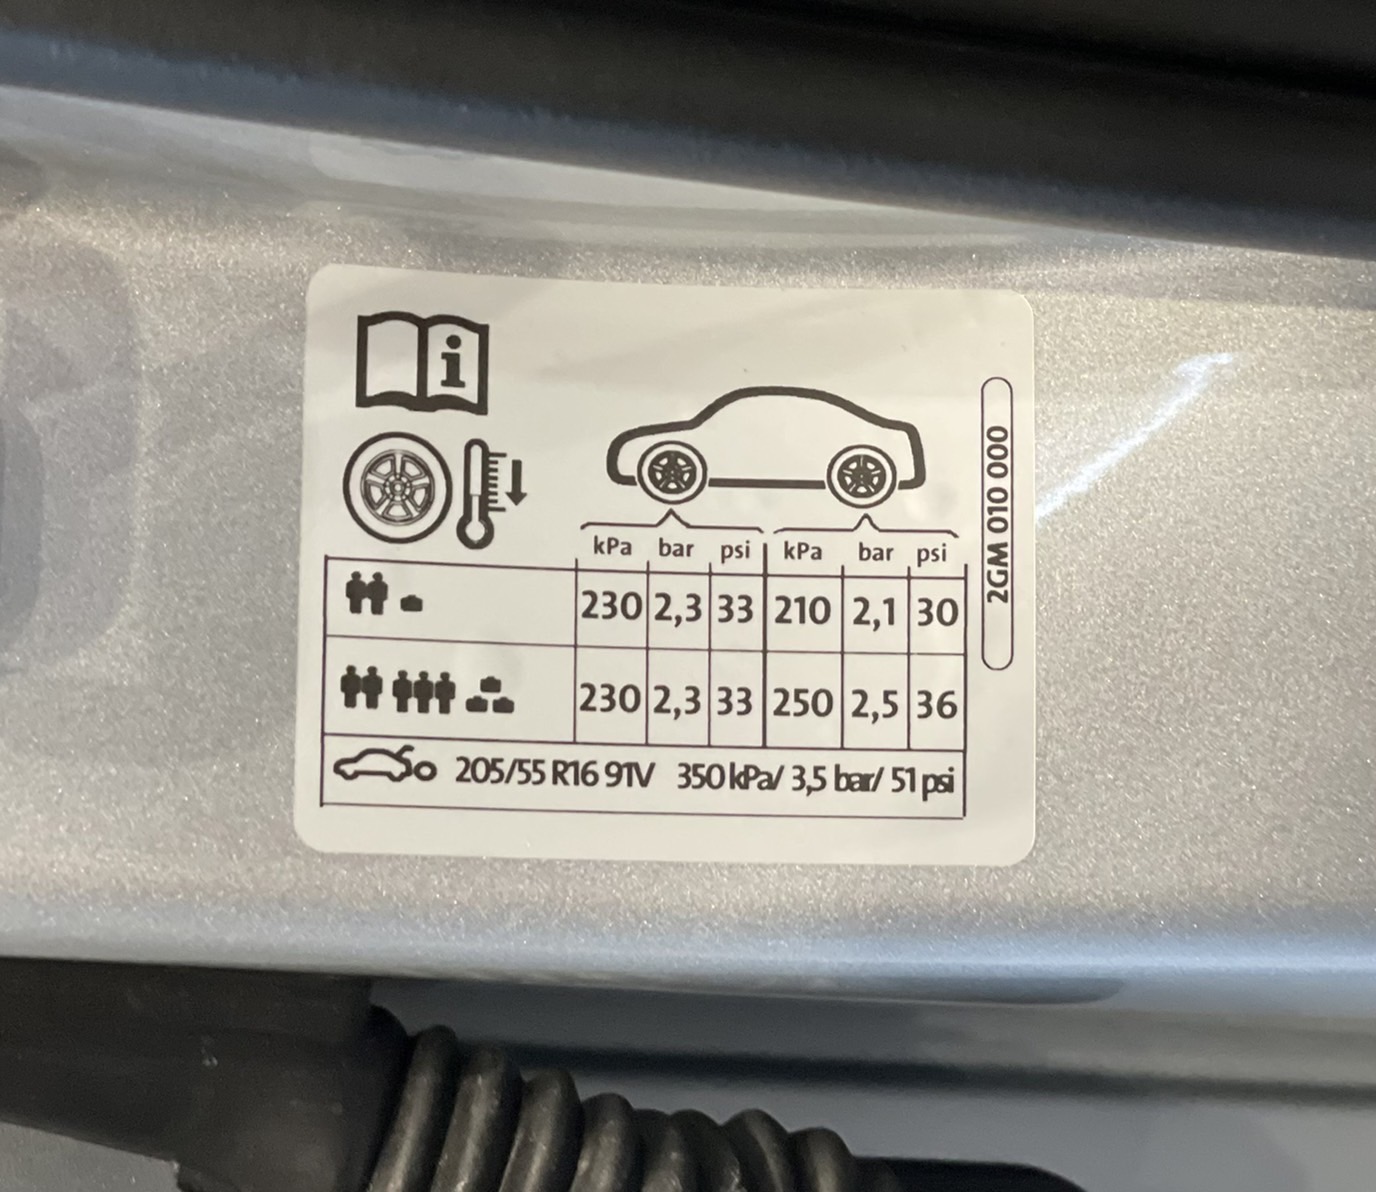 i
kPa bar psi kPa bar psi
230 2,3 33 210 2,1 30
230 2,3 33 250 2,5 36
205/55 R16 91V 350 kPa/ 3,5 bar/ 51 psi
2GM 010 000